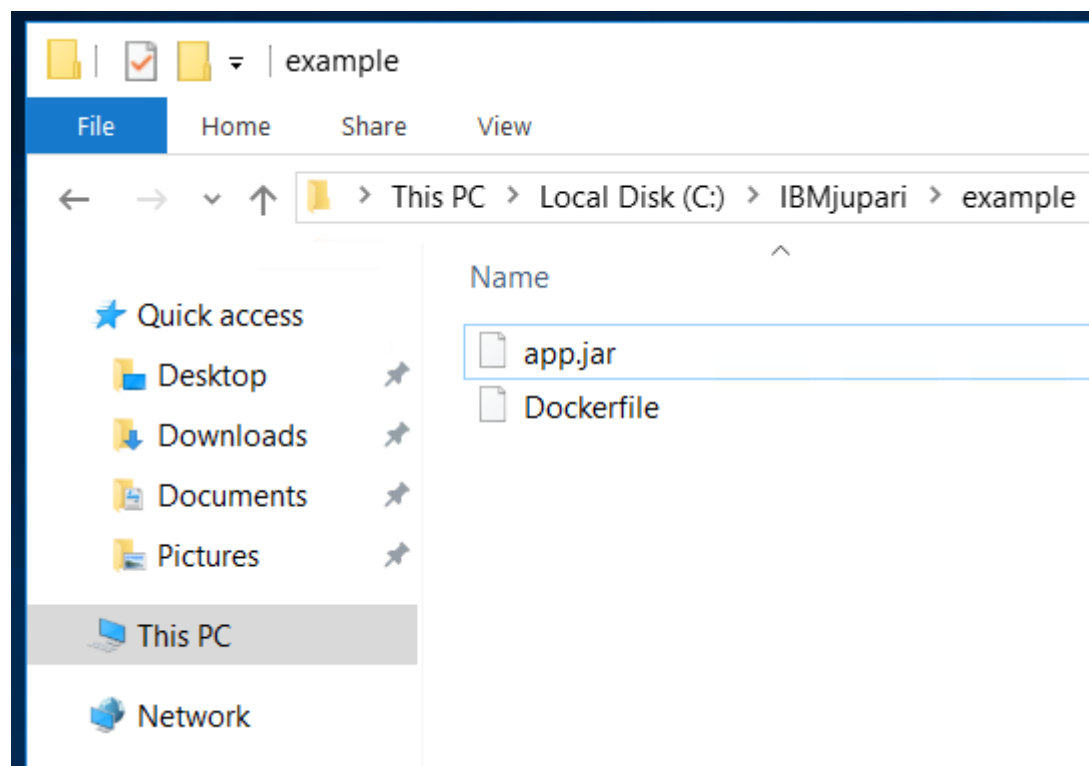 example
File Home Share View
This PC > Local Disk (C:) > IBMjupari > example
Name
Quick access
Desktop
Downloads
Documents
Pictures
This PC
Network
app.jar
Dockerfile